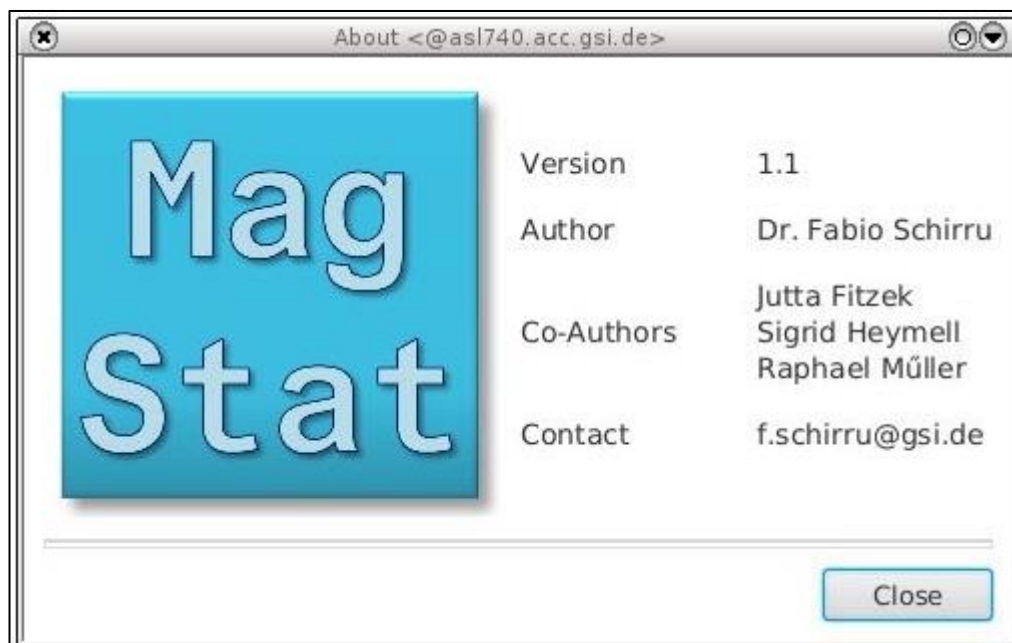 About <@asl740.acc.gsi.de>
Mag
Stat
Version 1.1
Author Dr. Fabio Schirru
Co-Authors Jutta Fitzek
Sigrid Heymell
Raphael Műller
Contact f.schirru@gsi.de
Close